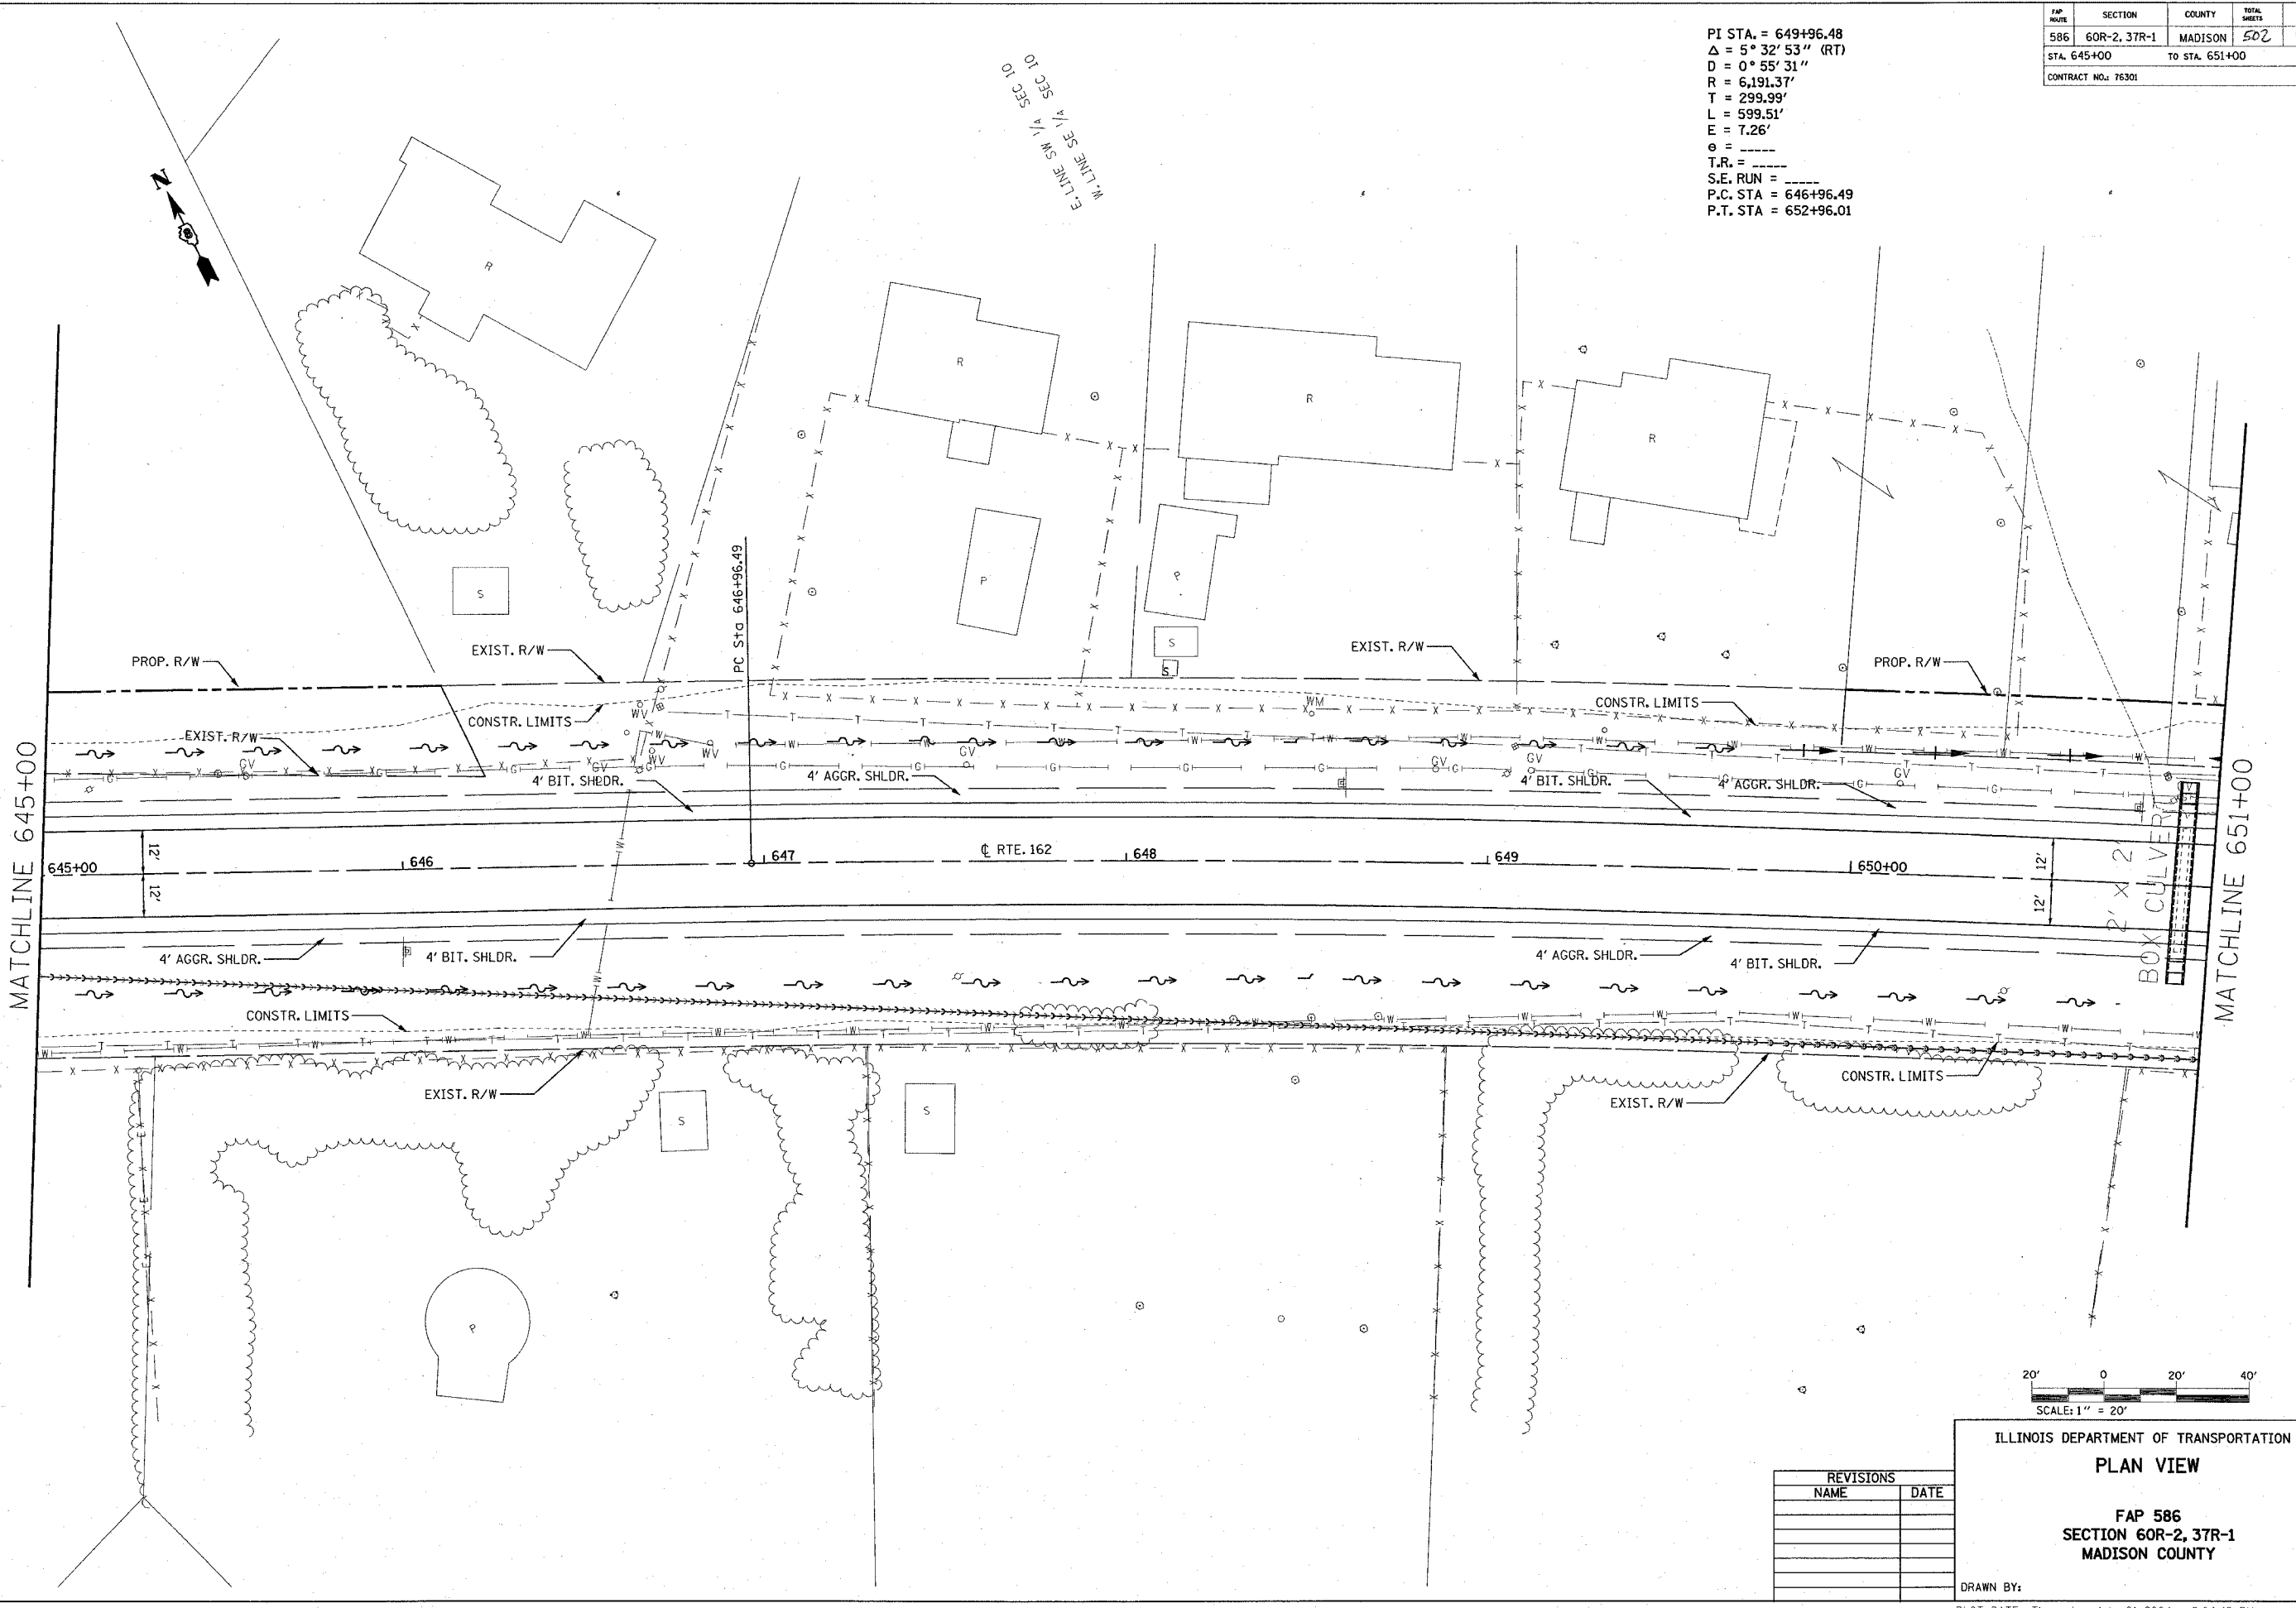 FAP ROUTE SECTION COUNTY TOTAL SHEETS
586 60R-2, 37R-1 MADISON 502
STA. 645+00 TO STA. 651+00
CONTRACT NO.: 76301
PI STA. = 649+96.48
Δ = 5° 32' 53" (RT)
D = 0° 55' 31"
R = 6,191.37'
T = 299.99'
L = 599.51'
E = 7.26'
e = -----
T.R. = -----
S.E. RUN = -----
P.C. STA = 646+96.49
P.T. STA = 652+96.01
E. LINE SW 1/4 SEC 10
W. LINE SE 1/4 SEC 10
N
R
R
R
R
S
P
P
S
S
PC Sta 646+96.49
PROP. R/W
EXIST. R/W
EXIST. R/W
PROP. R/W
CONSTR. LIMITS
CONSTR. LIMITS
EXIST. R/W
WM
WV
WV
WV
GV
GV
GV
GV
GV
GV
4' BIT. SHLDR.
4' AGGR. SHLDR.
4' BIT. SHLDR.
4' AGGR. SHLDR.
MATCHLINE 645+00
645+00
12'
12'
646
647
℄ RTE. 162
648
649
650+00
12'
12'
2' X 2'
BOX CULVERT
MATCHLINE 651+00
4' AGGR. SHLDR.
4' BIT. SHLDR.
4' AGGR. SHLDR.
4' BIT. SHLDR.
CONSTR. LIMITS
EXIST. R/W
CONSTR. LIMITS
EXIST. R/W
S
S
P
20' 0 20' 40'
SCALE: 1" = 20'
ILLINOIS DEPARTMENT OF TRANSPORTATION
PLAN VIEW
FAP 586
SECTION 60R-2, 37R-1
MADISON COUNTY
DRAWN BY:
REVISIONS
NAME DATE